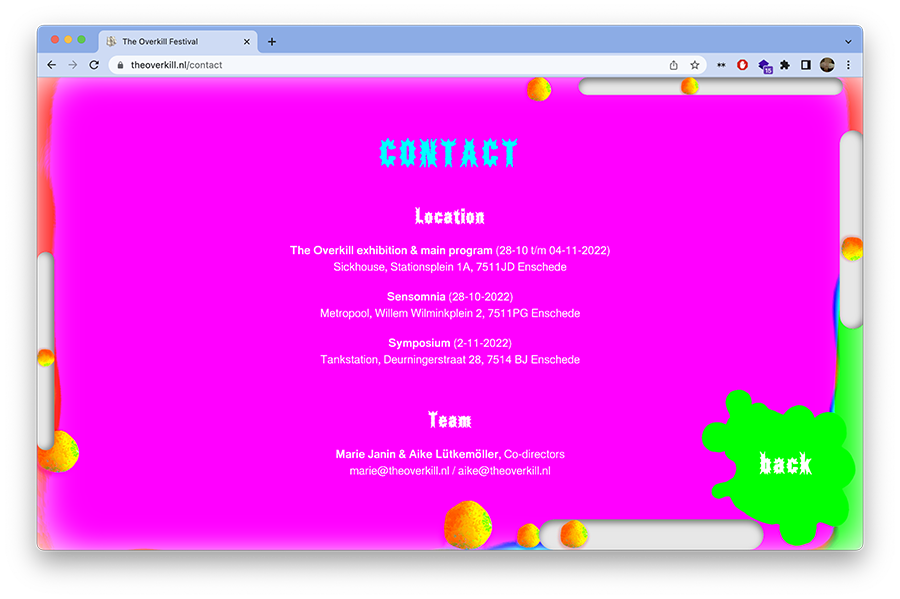 The Overkill Festival
theoverkill.nl/contact
15
CONTACT
Location
The Overkill exhibition & main program (28-10 t/m 04-11-2022)
Sickhouse, Stationsplein 1A, 7511JD Enschede
Sensomnia (28-10-2022)
Metropool, Willem Wilminkplein 2, 7511PG Enschede
Symposium (2-11-2022)
Tankstation, Deurningerstraat 28, 7514 BJ Enschede
Team
Marie Janin & Aike Lütkemöller, Co-directors
marie@theoverkill.nl / aike@theoverkill.nl
back